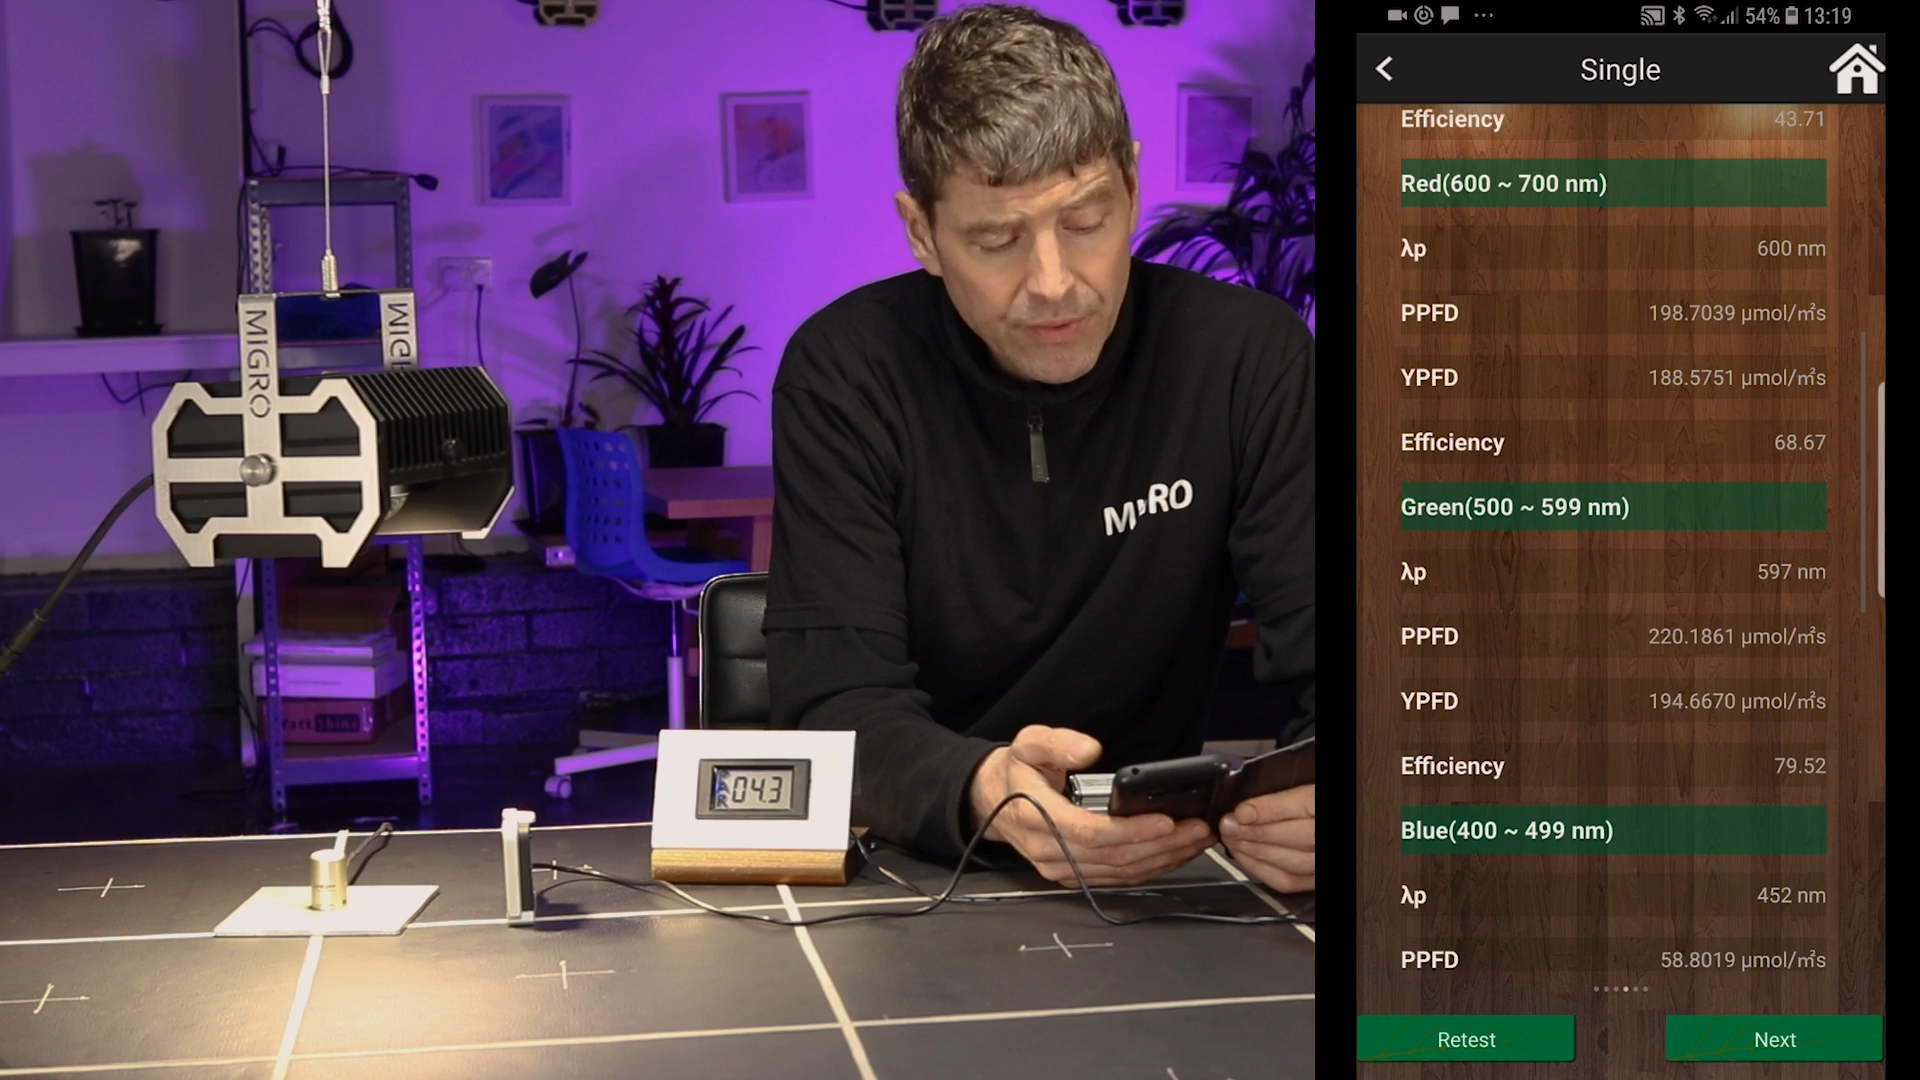 54% 13:19
Single
Efficiency 43.71
Red(600 ~ 700 nm)
λp 600 nm
PPFD 198.7039 μmol/㎡s
YPFD 188.5751 μmol/㎡s
Efficiency 68.67
Green(500 ~ 599 nm)
λp 597 nm
PPFD 220.1861 μmol/㎡s
YPFD 194.6670 μmol/㎡s
Efficiency 79.52
Blue(400 ~ 499 nm)
λp 452 nm
PPFD 58.8019 μmol/㎡s
Retest Next
MIGRO
MIG
MIGRO
PAR 04.3